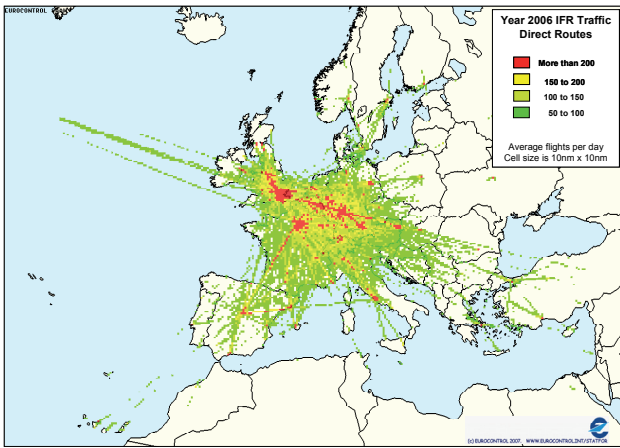 EUROCONTROL
Year 2006 IFR Traffic
Direct Routes
More than 200
150 to 200
100 to 150
50 to 100
Average flights per day
Cell size is 10nm x 10nm
(c) EUROCONTROL 2007, WWW.EUROCONTROL.INT/STATFOR